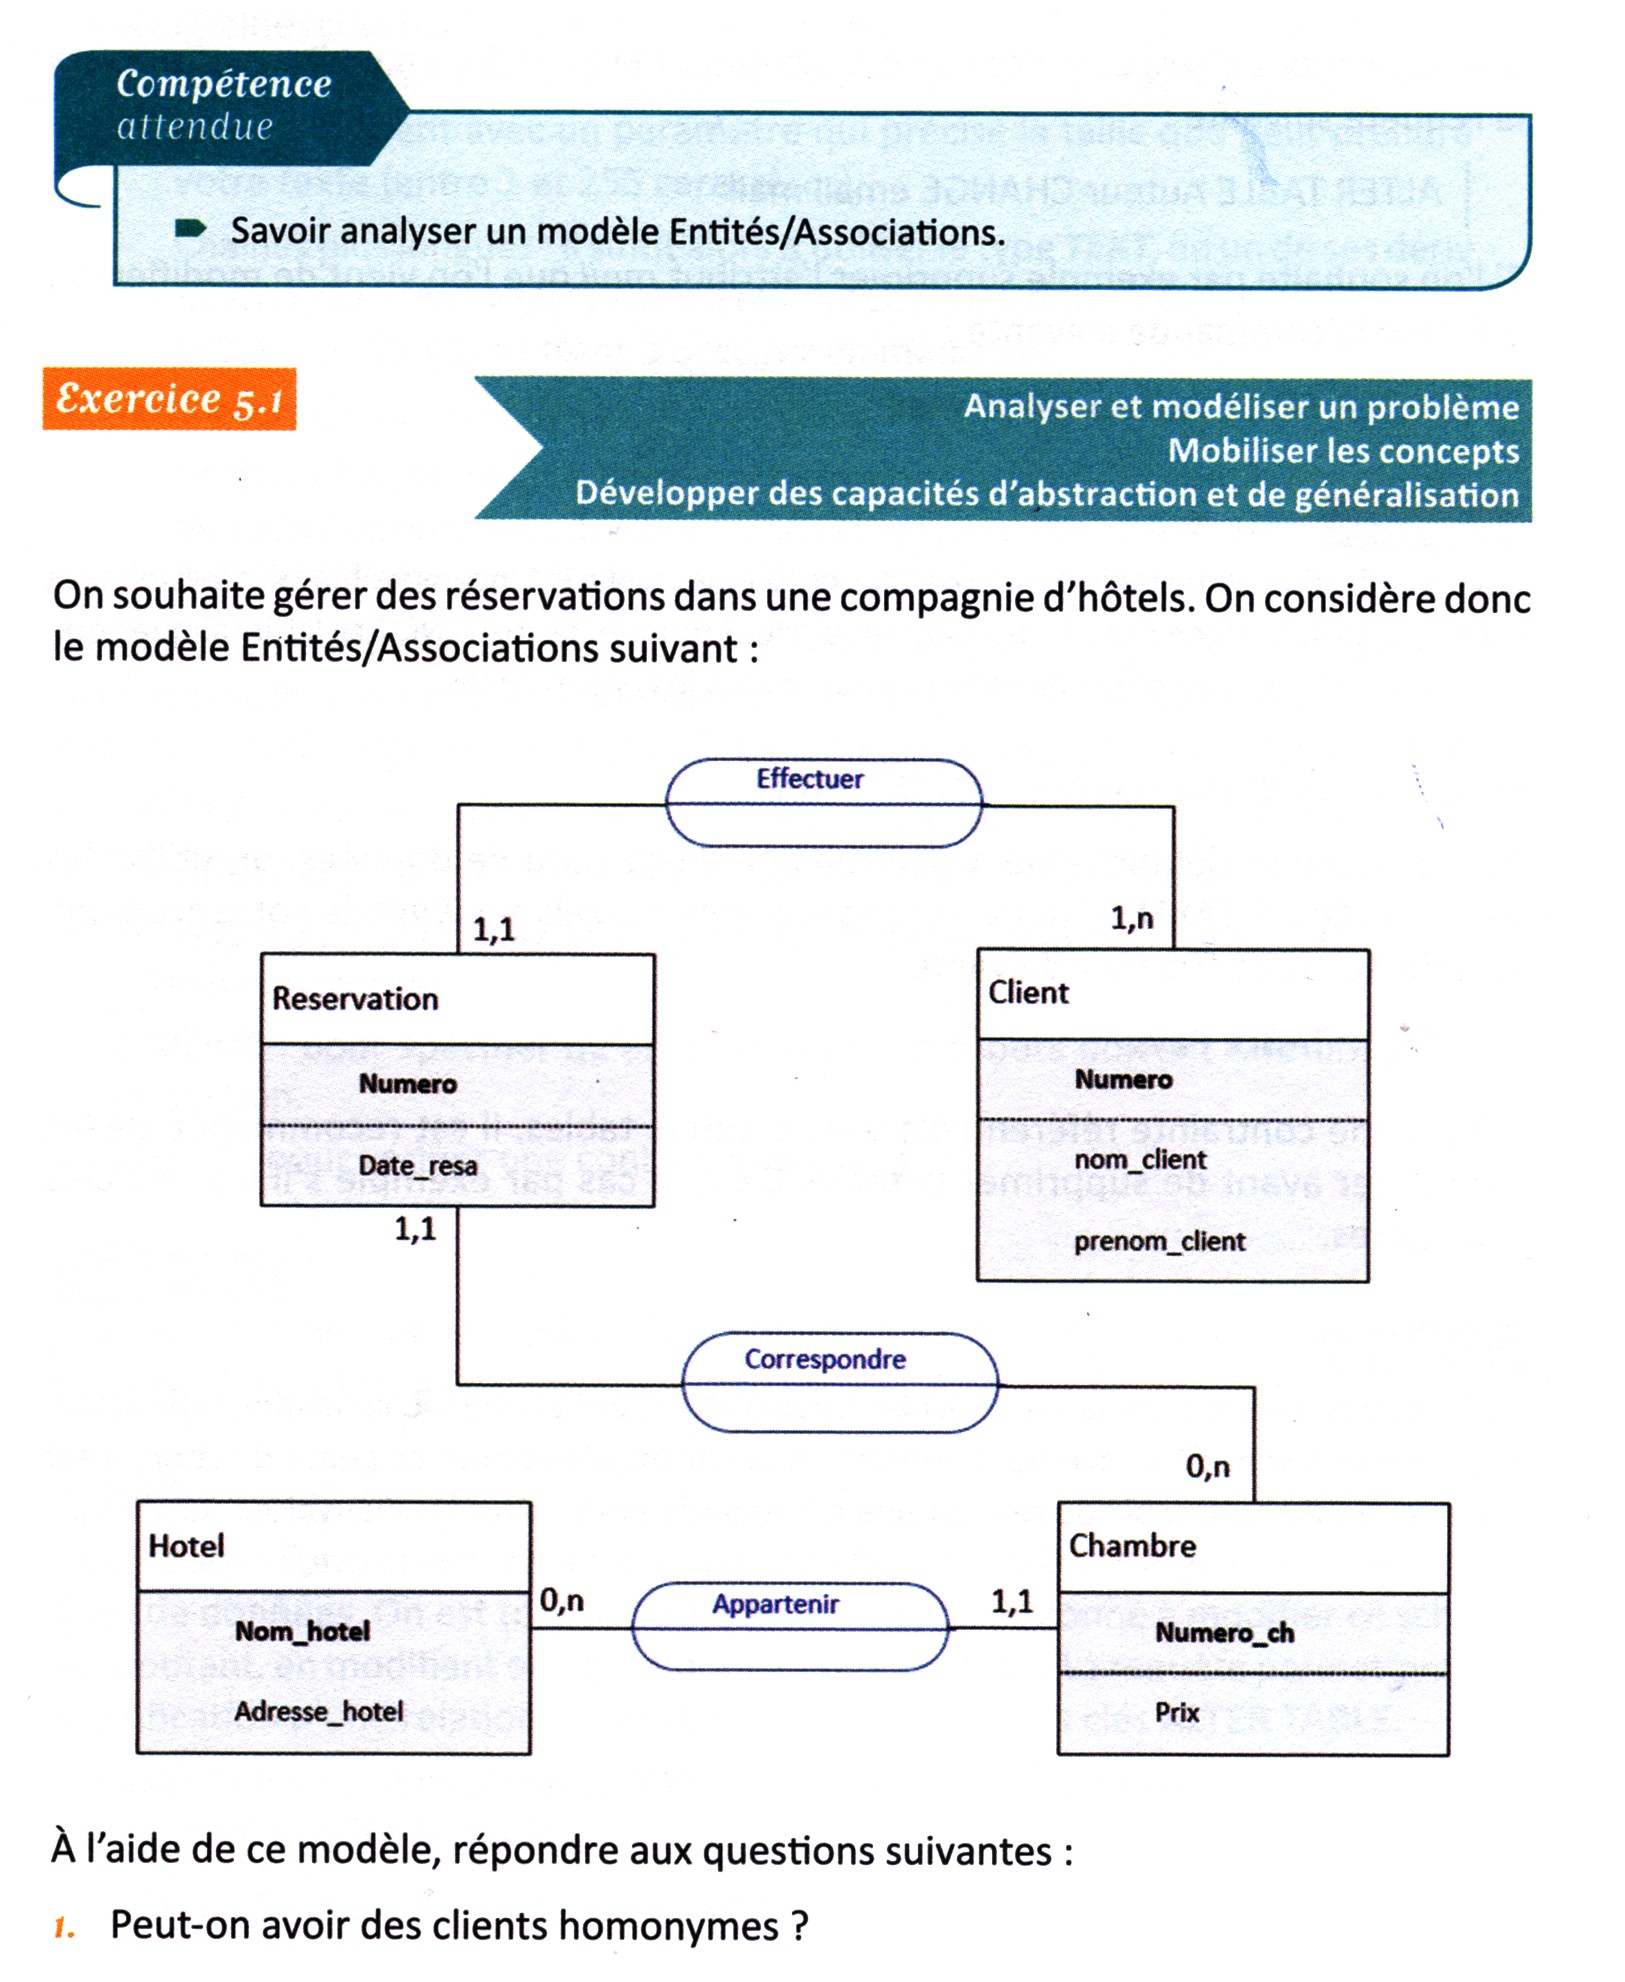 Compétence
attendue
Savoir analyser un modèle Entités/Associations.
Exercice 5.1
Analyser et modéliser un problème
Mobiliser les concepts
Développer des capacités d'abstraction et de généralisation
On souhaite gérer des réservations dans une compagnie d'hôtels. On considère donc
le modèle Entités/Associations suivant :
Effectuer
1,1
1,n
Reservation
Numero
Date_resa
Client
Numero
nom_client
prenom_client
1,1
Correspondre
0,n
Hotel
Nom_hotel
Adresse_hotel
0,n
Appartenir
1,1
Chambre
Numero_ch
Prix
À l'aide de ce modèle, répondre aux questions suivantes :
1. Peut-on avoir des clients homonymes ?